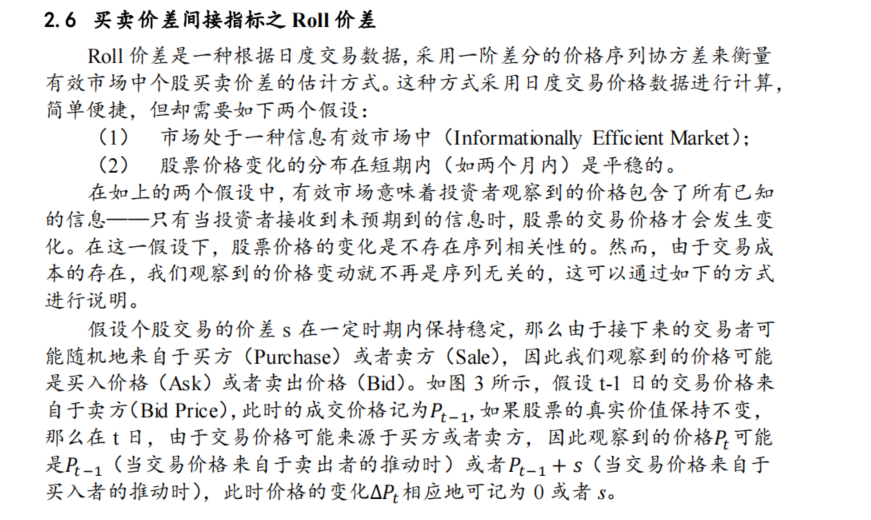 2.6 买卖价差间接指标之 Roll 价差
Roll 价差是一种根据日度交易数据,采用一阶差分的价格序列协方差来衡量
有效市场中个股买卖价差的估计方式。这种方式采用日度交易价格数据进行计算,
简单便捷，但却需要如下两个假设：
（1） 市场处于一种信息有效市场中（Informationally Efficient Market）；
（2） 股票价格变化的分布在短期内（如两个月内）是平稳的。
在如上的两个假设中,有效市场意味着投资者观察到的价格包含了所有已知
的信息——只有当投资者接收到未预期到的信息时,股票的交易价格才会发生变
化。在这一假设下，股票价格的变化是不存在序列相关性的。然而，由于交易成
本的存在，我们观察到的价格变动就不再是序列无关的，这可以通过如下的方式
进行说明。
假设个股交易的价差 s 在一定时期内保持稳定,那么由于接下来的交易者可
能随机地来自于买方（Purchase）或者卖方（Sale），因此我们观察到的价格可能
是买入价格（Ask）或者卖出价格（Bid）。如图 3 所示，假设 t-1 日的交易价格来
自于卖方(Bid Price),此时的成交价格记为$P_{t-1}$,如果股票的真实价值保持不变，
那么在 t 日，由于交易价格可能来源于买方或者卖方，因此观察到的价格$P_t$可能
是$P_{t-1}$（当交易价格来自于卖出者的推动时）或者$P_{t-1}+s$（当交易价格来自于
买入者的推动时），此时价格的变化$\Delta P_t$相应地可记为 0 或者 $s$。